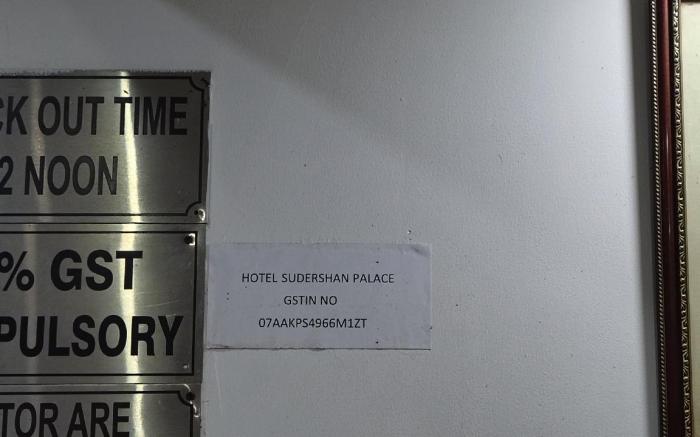 CK OUT TIME
2 NOON
% GST
PULSORY
TOR ARE
HOTEL SUDERSHAN PALACE
GSTIN NO
07AAKPS4966M1ZT